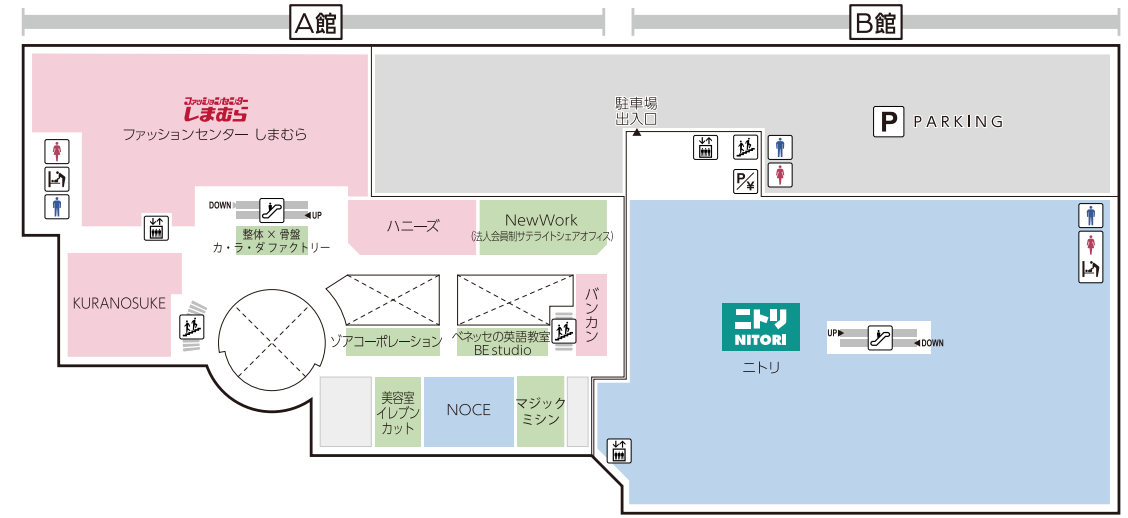 A館
B館
ファッションセンター
しまむら
ファッションセンター しまむら
駐車場
出入口
P PARKING
P/¥
DOWN
UP
整体×骨盤
カ・ラ・ダ ファクトリー
ハニーズ
NewWork
(法人会員制サテライトシェアオフィス)
KURANOSUKE
ゾアコーポレーション
ベネッセの英語教室
BE studio
バンカン
ニトリ
NITORI
ニトリ
UP
DOWN
美容室
イレブン
カット
NOCE
マジック
ミシン